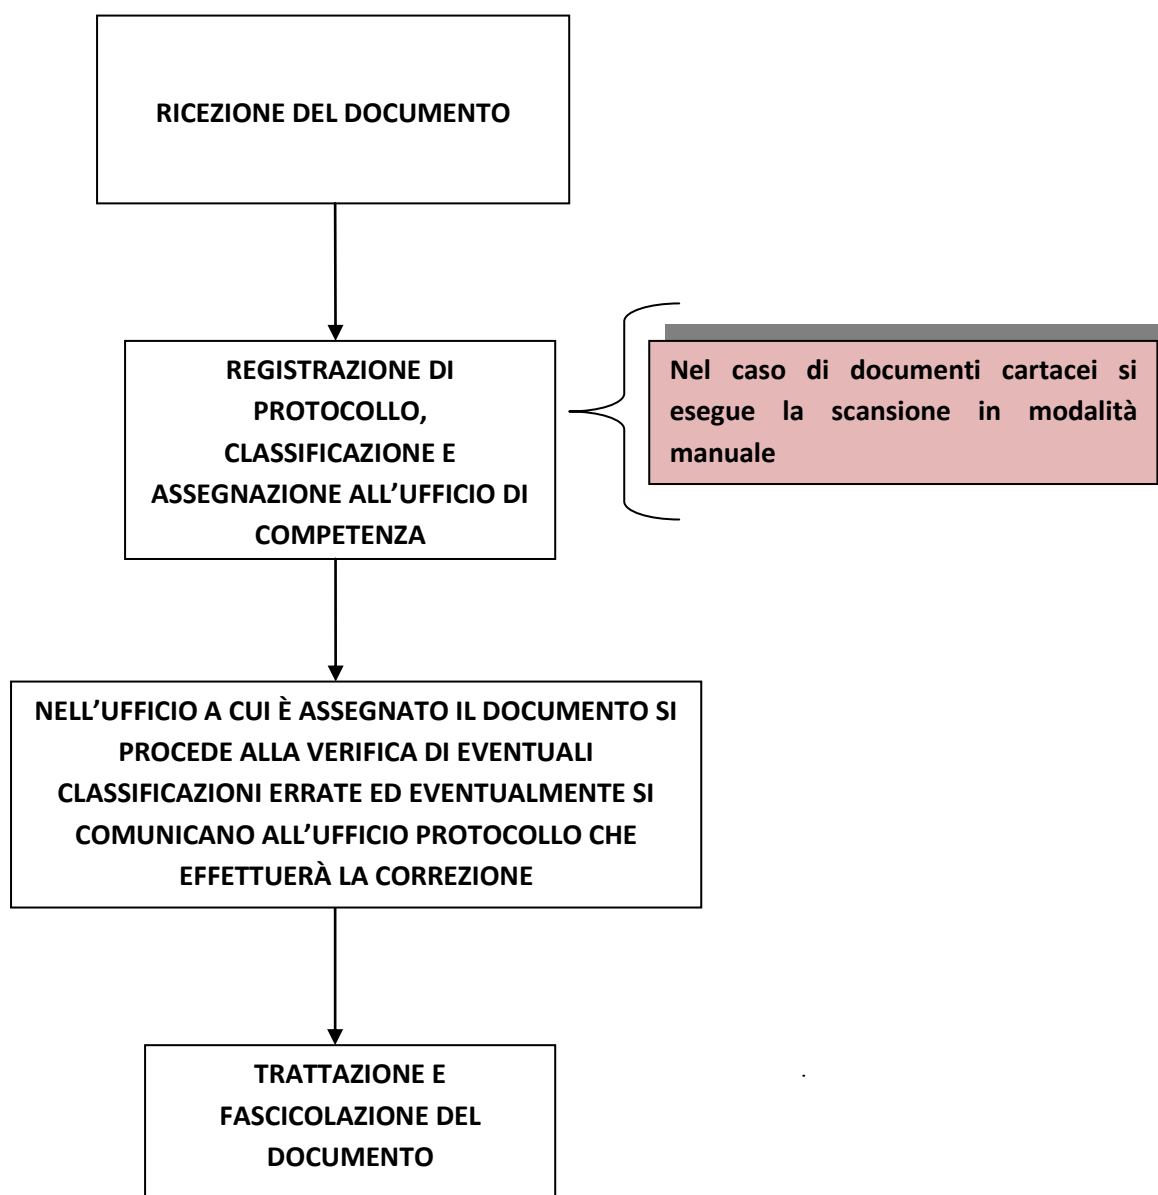 RICEZIONE DEL DOCUMENTO
REGISTRAZIONE DI
PROTOCOLLO,
CLASSIFICAZIONE E
ASSEGNAZIONE ALL’UFFICIO DI
COMPETENZA
Nel caso di documenti cartacei si
esegue la scansione in modalità
manuale
NELL’UFFICIO A CUI È ASSEGNATO IL DOCUMENTO SI
PROCEDE ALLA VERIFICA DI EVENTUALI
CLASSIFICAZIONI ERRATE ED EVENTUALMENTE SI
COMUNICANO ALL’UFFICIO PROTOCOLLO CHE
EFFETTUERÀ LA CORREZIONE
TRATTAZIONE E
FASCICOLAZIONE DEL
DOCUMENTO
.